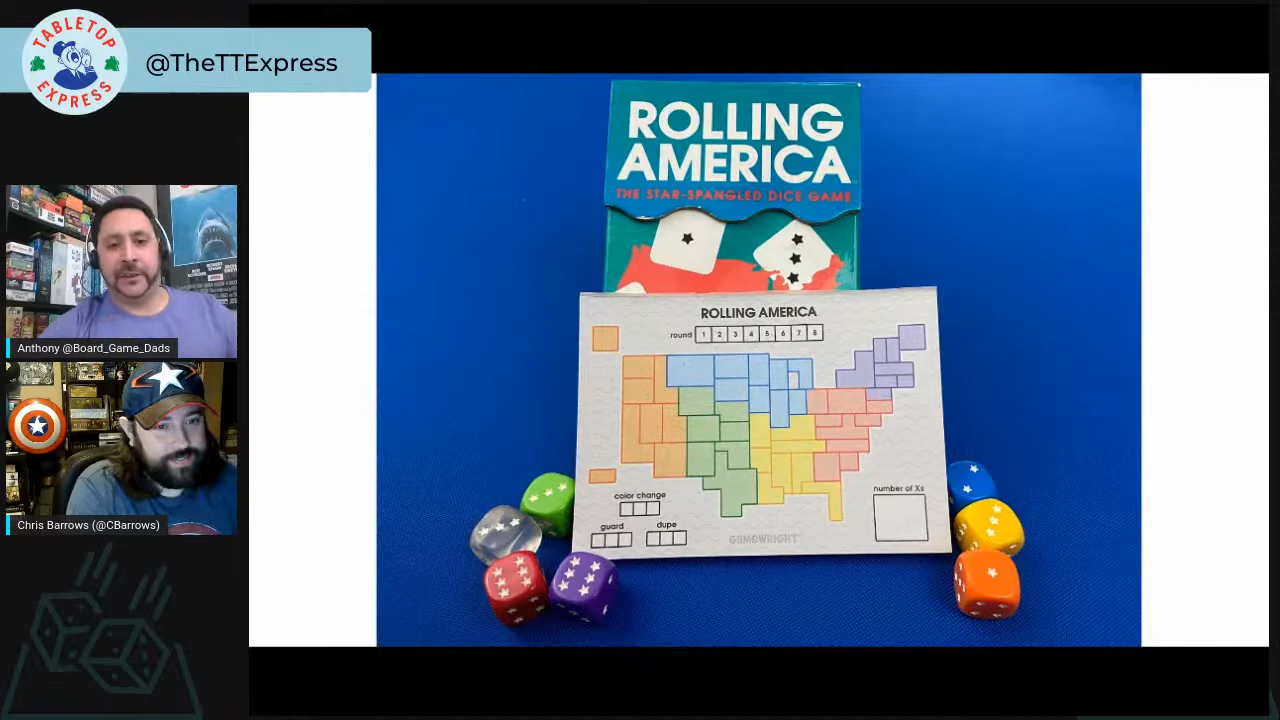 TABLETOP
EXPRESS
@TheTTExpress
Anthony @Board_Game_Dads
Chris Barrows (@CBarrows)
ROLLING
AMERICA
THE STAR-SPANGLED DICE GAME
ROLLING AMERICA
round 1 2 3 4 5 6 7 8
color change
guard
dupe
number of Xs
GAMEWRIGHT
JAWS